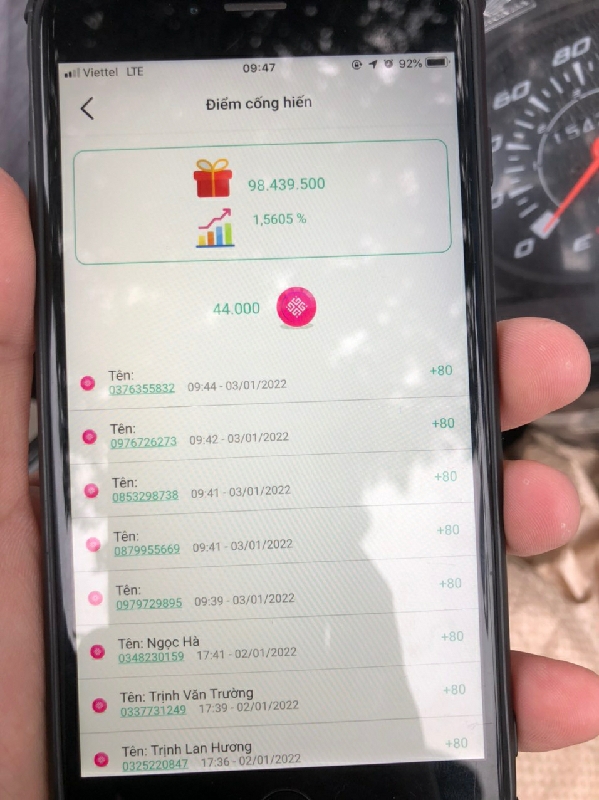 Viettel LTE 09:47 92%
Điểm cống hiến
98.439.500
1,5605 %
44.000
Tên:
0376355832 09:44 - 03/01/2022 +80
Tên:
0976726273 09:42 - 03/01/2022 +80
Tên:
0853298738 09:41 - 03/01/2022 +80
Tên:
0879955669 09:41 - 03/01/2022 +80
Tên:
0979729895 09:39 - 03/01/2022 +80
Tên: Ngọc Hà
0348230159 17:41 - 02/01/2022 +80
Tên: Trịnh Văn Trường
0337731249 17:39 - 02/01/2022 +80
Tên: Trịnh Lan Hương
0325220847 17:36 - 02/01/2022 +80
80
60
0